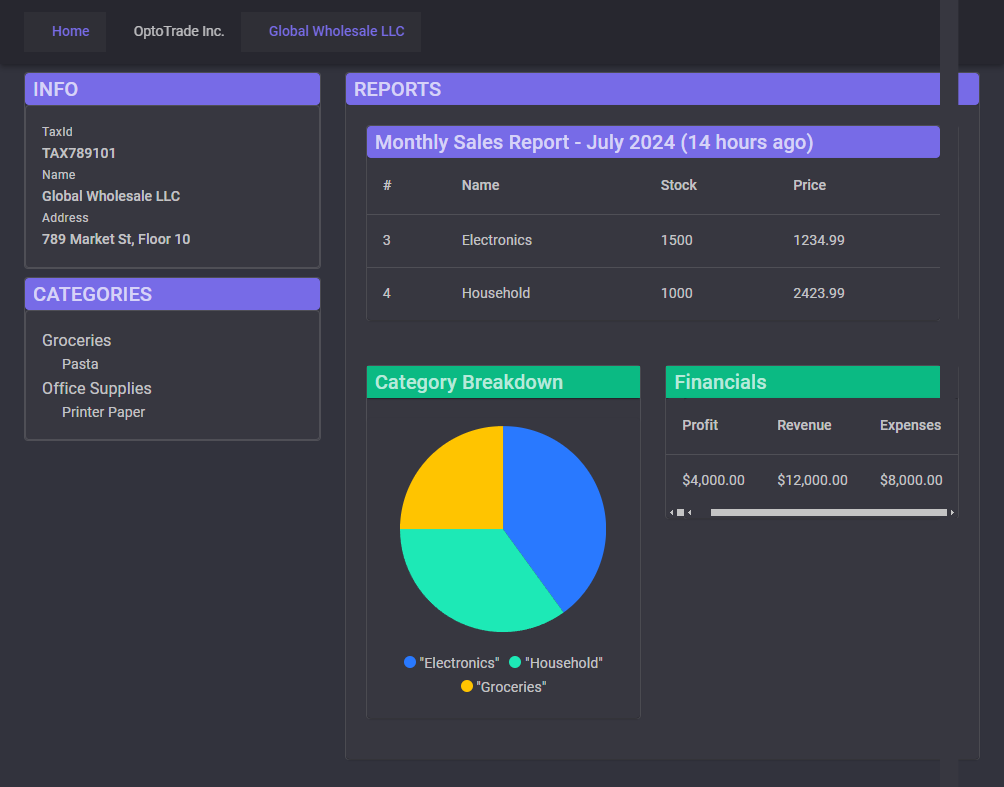 Home OptoTrade Inc. Global Wholesale LLC
INFO
TaxId
TAX789101
Name
Global Wholesale LLC
Address
789 Market St, Floor 10
CATEGORIES
Groceries
Pasta
Office Supplies
Printer Paper
REPORTS
Monthly Sales Report - July 2024 (14 hours ago)
# Name Stock Price
3 Electronics 1500 1234.99
4 Household 1000 2423.99
Category Breakdown
"Electronics" "Household"
"Groceries"
Financials
Profit Revenue Expenses
$4,000.00 $12,000.00 $8,000.00